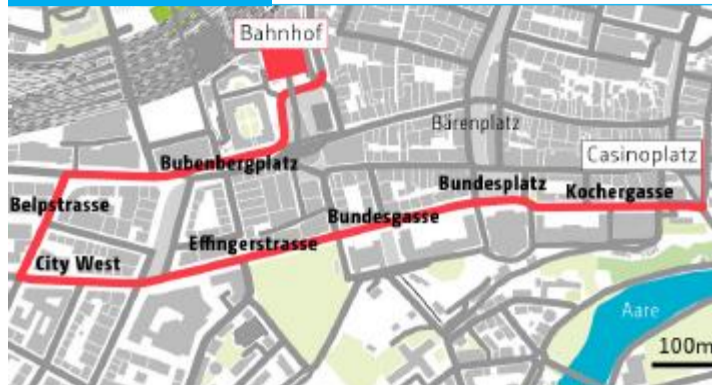 Bahnhof
Bärenplatz
Casinoplatz
Bubenbergplatz
Bundesplatz
Kochergasse
Belpstrasse
Bundesgasse
Effingerstrasse
City West
Aare
100m